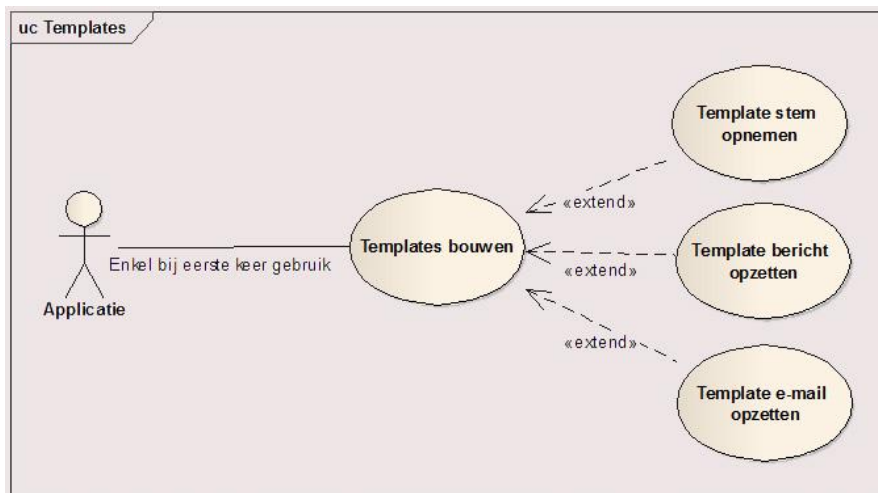 uc Templates
Template stem
opnemen
«extend»
Templates bouwen
Template bericht
opzetten
Enkel bij eerste keer gebruik
«extend»
Applicatie
«extend»
Template e-mail
opzetten